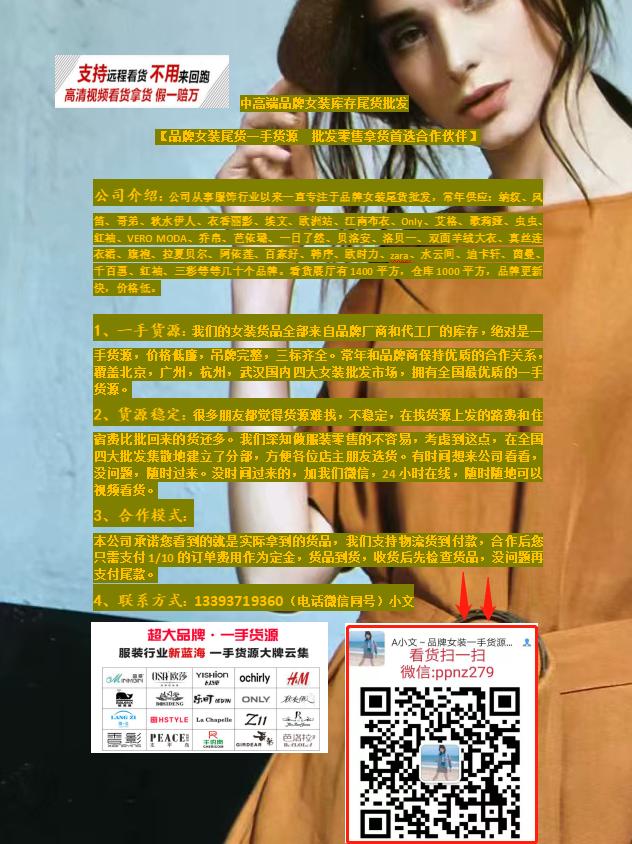 支持远程看货 不用来回跑
高清视频看货拿货 假一赔万
中高端品牌女装库存尾货批发
【品牌女装尾货一手货源 批发零售拿货首选合作伙伴】
公司介绍：公司从事服饰行业以来一直专注于品牌女装尾货批发，常年供应：纳纹、风
笛、哥弟、秋水伊人、衣香丽影、埃文、欧洲站、江南布衣、Only、艾格、歌莉娅、虫虫、
红袖、VERO MODA、乔帛、芭依璐、一日了然、贝洛安、洛贝一、双面羊绒大衣、真丝连
衣裙、旗袍、拉夏贝尔、阿依莲、百家好、韩序、欧时力、zara、水云间、迪卡轩、茵曼、
千百惠、红袖、三彩等等几十个品牌。看货展厅有 1400 平方，仓库 1000 平方，品牌更新
快，价格低。
1、一手货源：我们的女装货品全部来自品牌厂商和代工厂的库存，绝对是一
手货源，价格低廉，吊牌完整，三标齐全。常年和品牌商保持优质的合作关系，
覆盖北京，广州，杭州，武汉国内四大女装批发市场，拥有全国最优质的一手
货源。
2、货源稳定：很多朋友都觉得货源难找，不稳定，在找货源上发的路费和住
宿费比批回来的货还多。我们深知做服装零售的不容易，考虑到这点，在全国
四大批发集散地建立了分部，方便各位店主朋友选货。有时间想来公司看看，
没问题，随时过来。没时间过来的，加我们微信，24 小时在线，随时随地可以
视频看货。
3、合作模式：
本公司承诺您看到的就是实际拿到的货品，我们支持物流货到付款，合作后您
只需支付 1/10 的订单费用作为定金，货品到货，收货后先检查货品，没问题再
支付尾款。
4、联系方式：13393719360（电话微信同号）小文
超大品牌·一手货源
服装行业新蓝海 一手货源大牌云集
YISHION ochirly H&M
BOSIDENG ONLY
LANG ZI HSTYLE La Chapelle Z11
PEACE GIRDEAR 芭洛拉
A小文~品牌女装一手货源...
看货扫一扫
微信:ppnz279